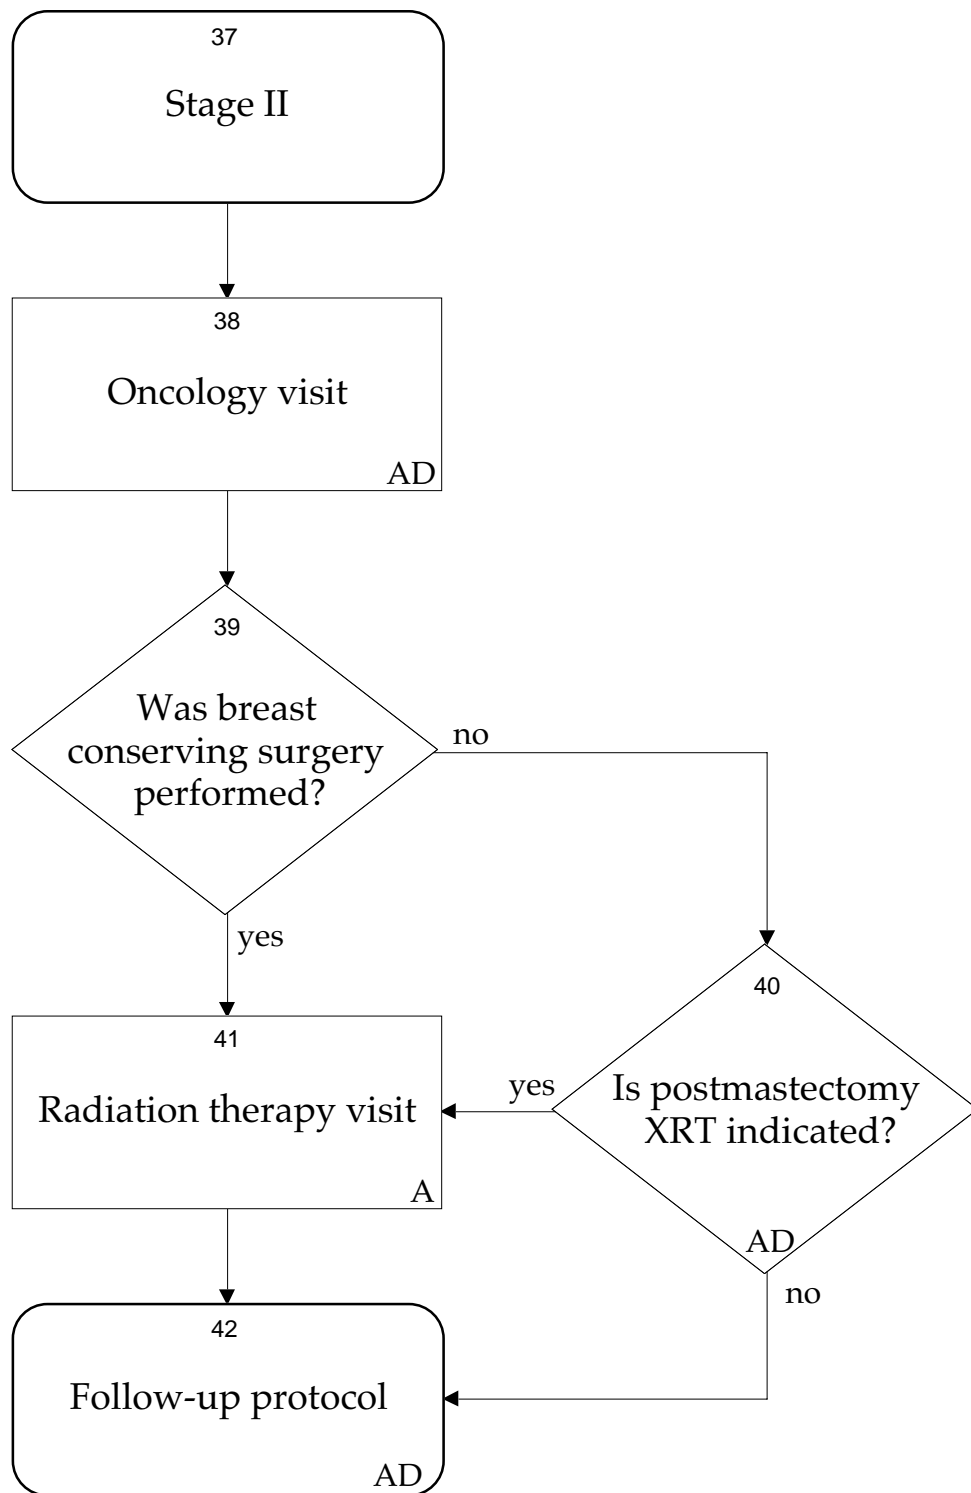 37
Stage II
38
Oncology visit
AD
39
Was breast
conserving surgery
performed?
no
yes
40
Is postmastectomy
XRT indicated?
AD
yes
no
41
Radiation therapy visit
A
42
Follow-up protocol
AD